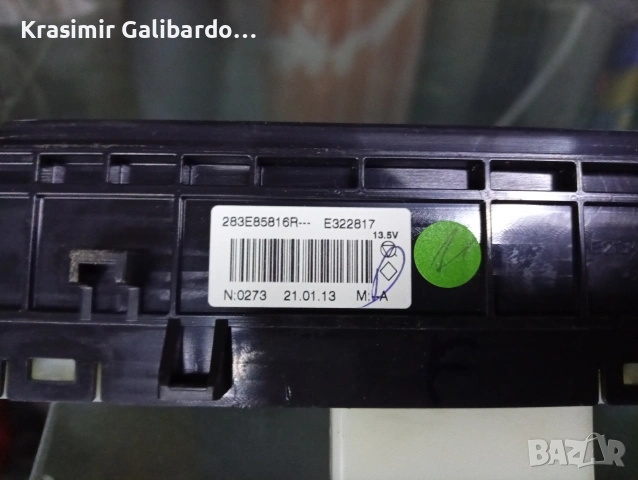 Krasimir Galibardo...
283E85816R--- E322817
13.5V
N:0273 21.01.13 M:-A
BAZAR